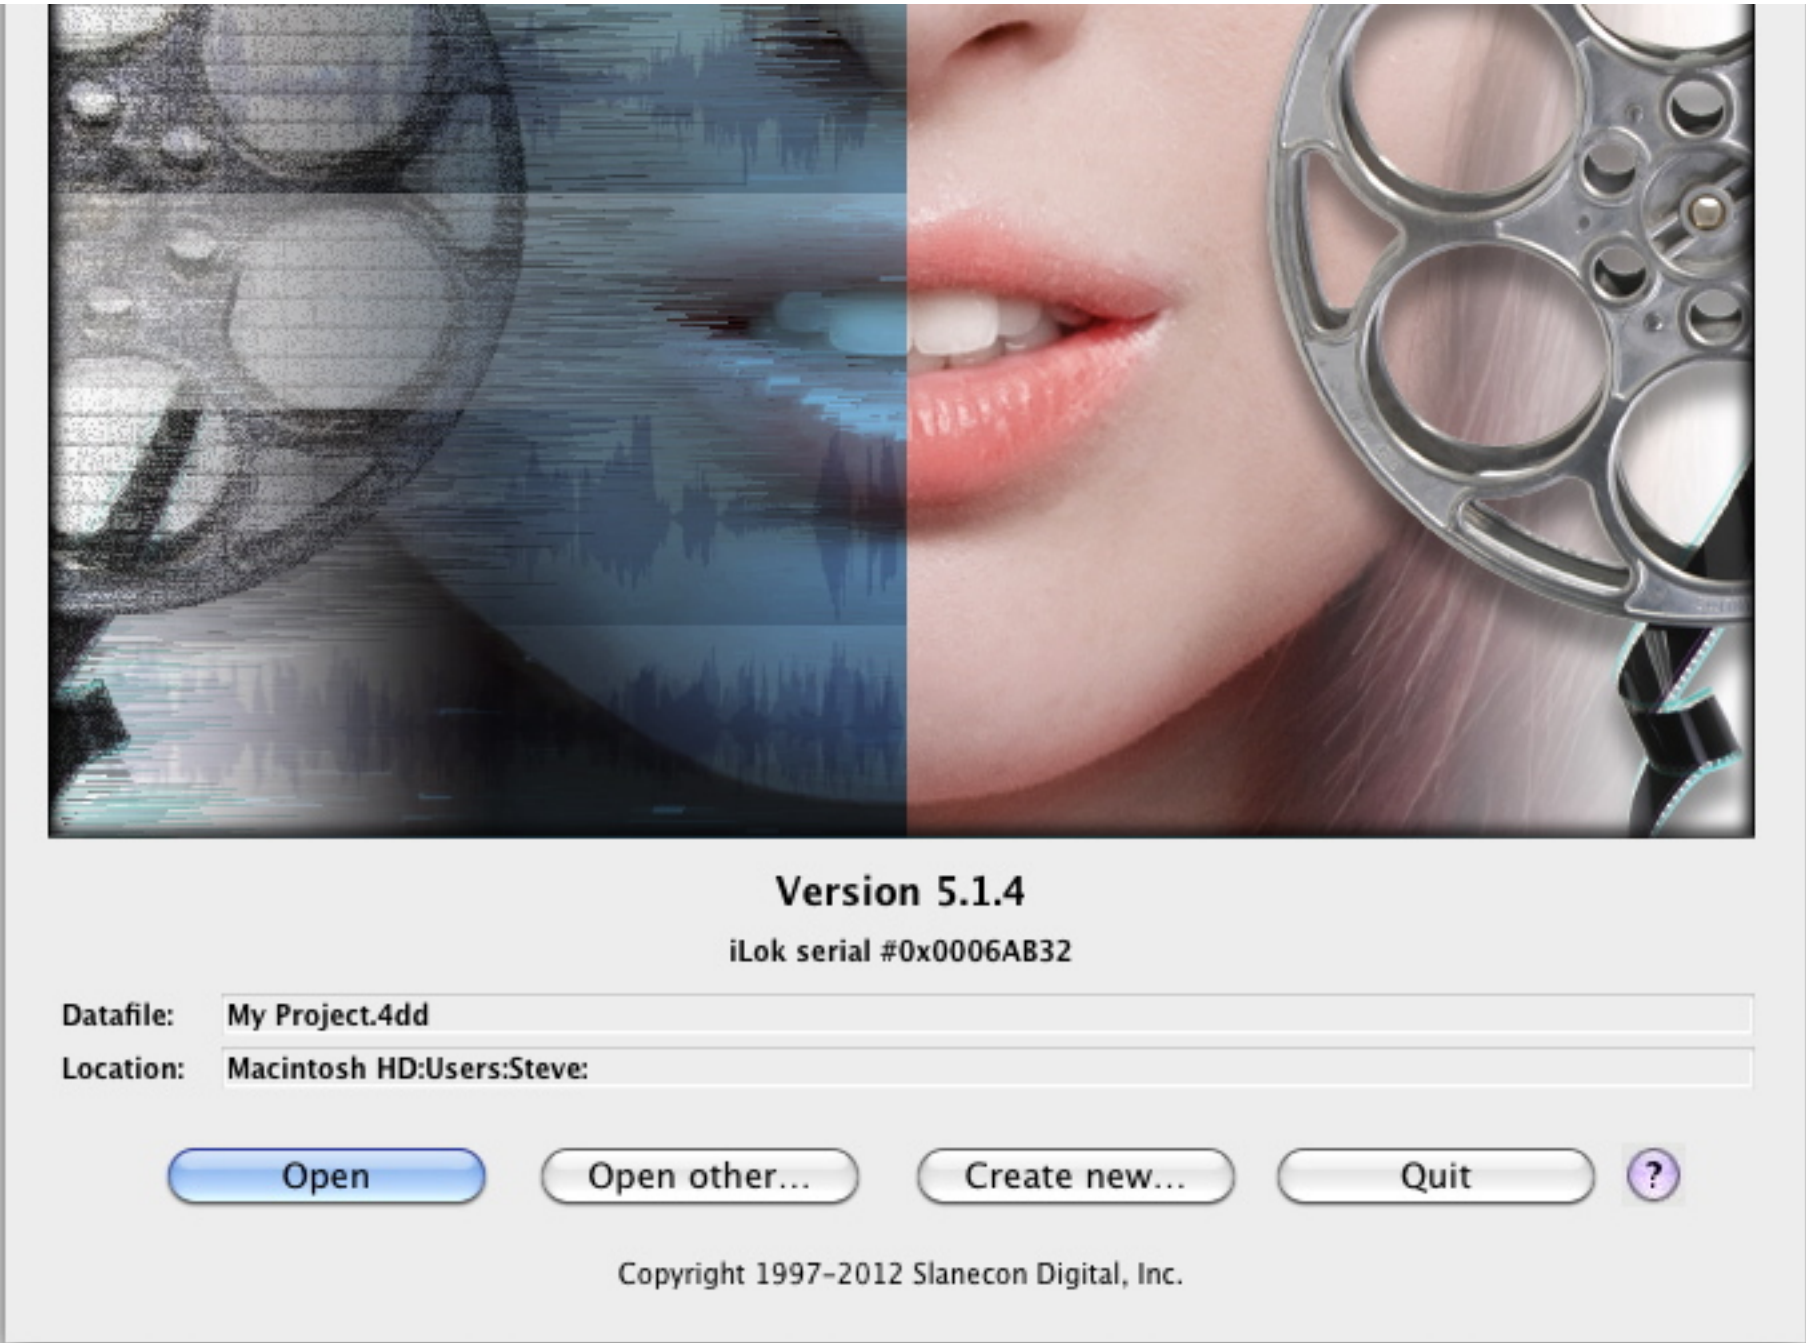 Version 5.1.4
iLok serial #0x0006AB32
Datafile: My Project.4dd
Location: Macintosh HD:Users:Steve:
Open Open other... Create new... Quit ?
Copyright 1997-2012 Slanecon Digital, Inc.